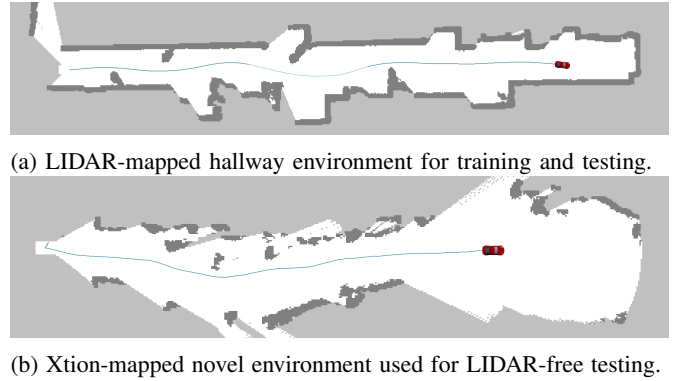 (a) LIDAR-mapped hallway environment for training and testing.
(b) Xtion-mapped novel environment used for LIDAR-free testing.